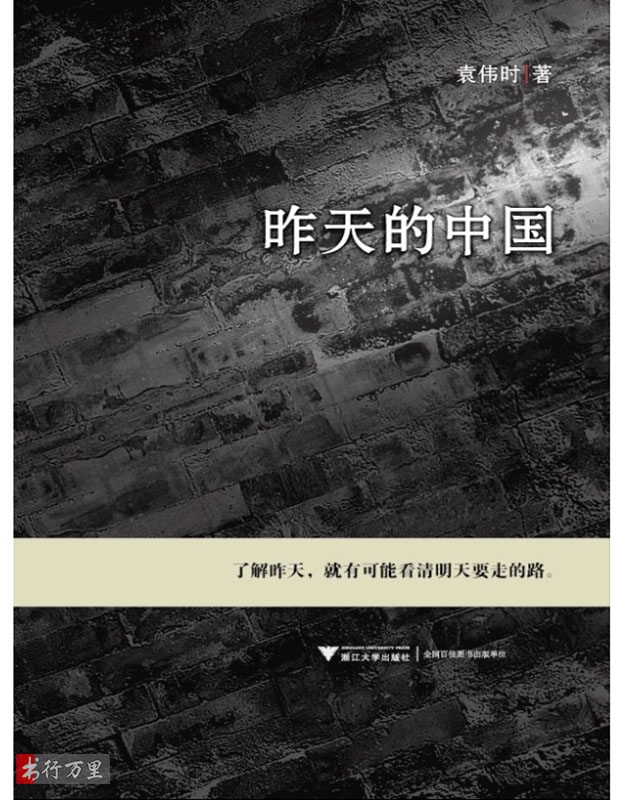 袁伟时|著
昨天的中国
了解昨天，就有可能看清明天要走的路。
ZHEJIANG UNIVERSITY PRESS
浙江大学出版社
全国百佳图书出版单位
书行万里